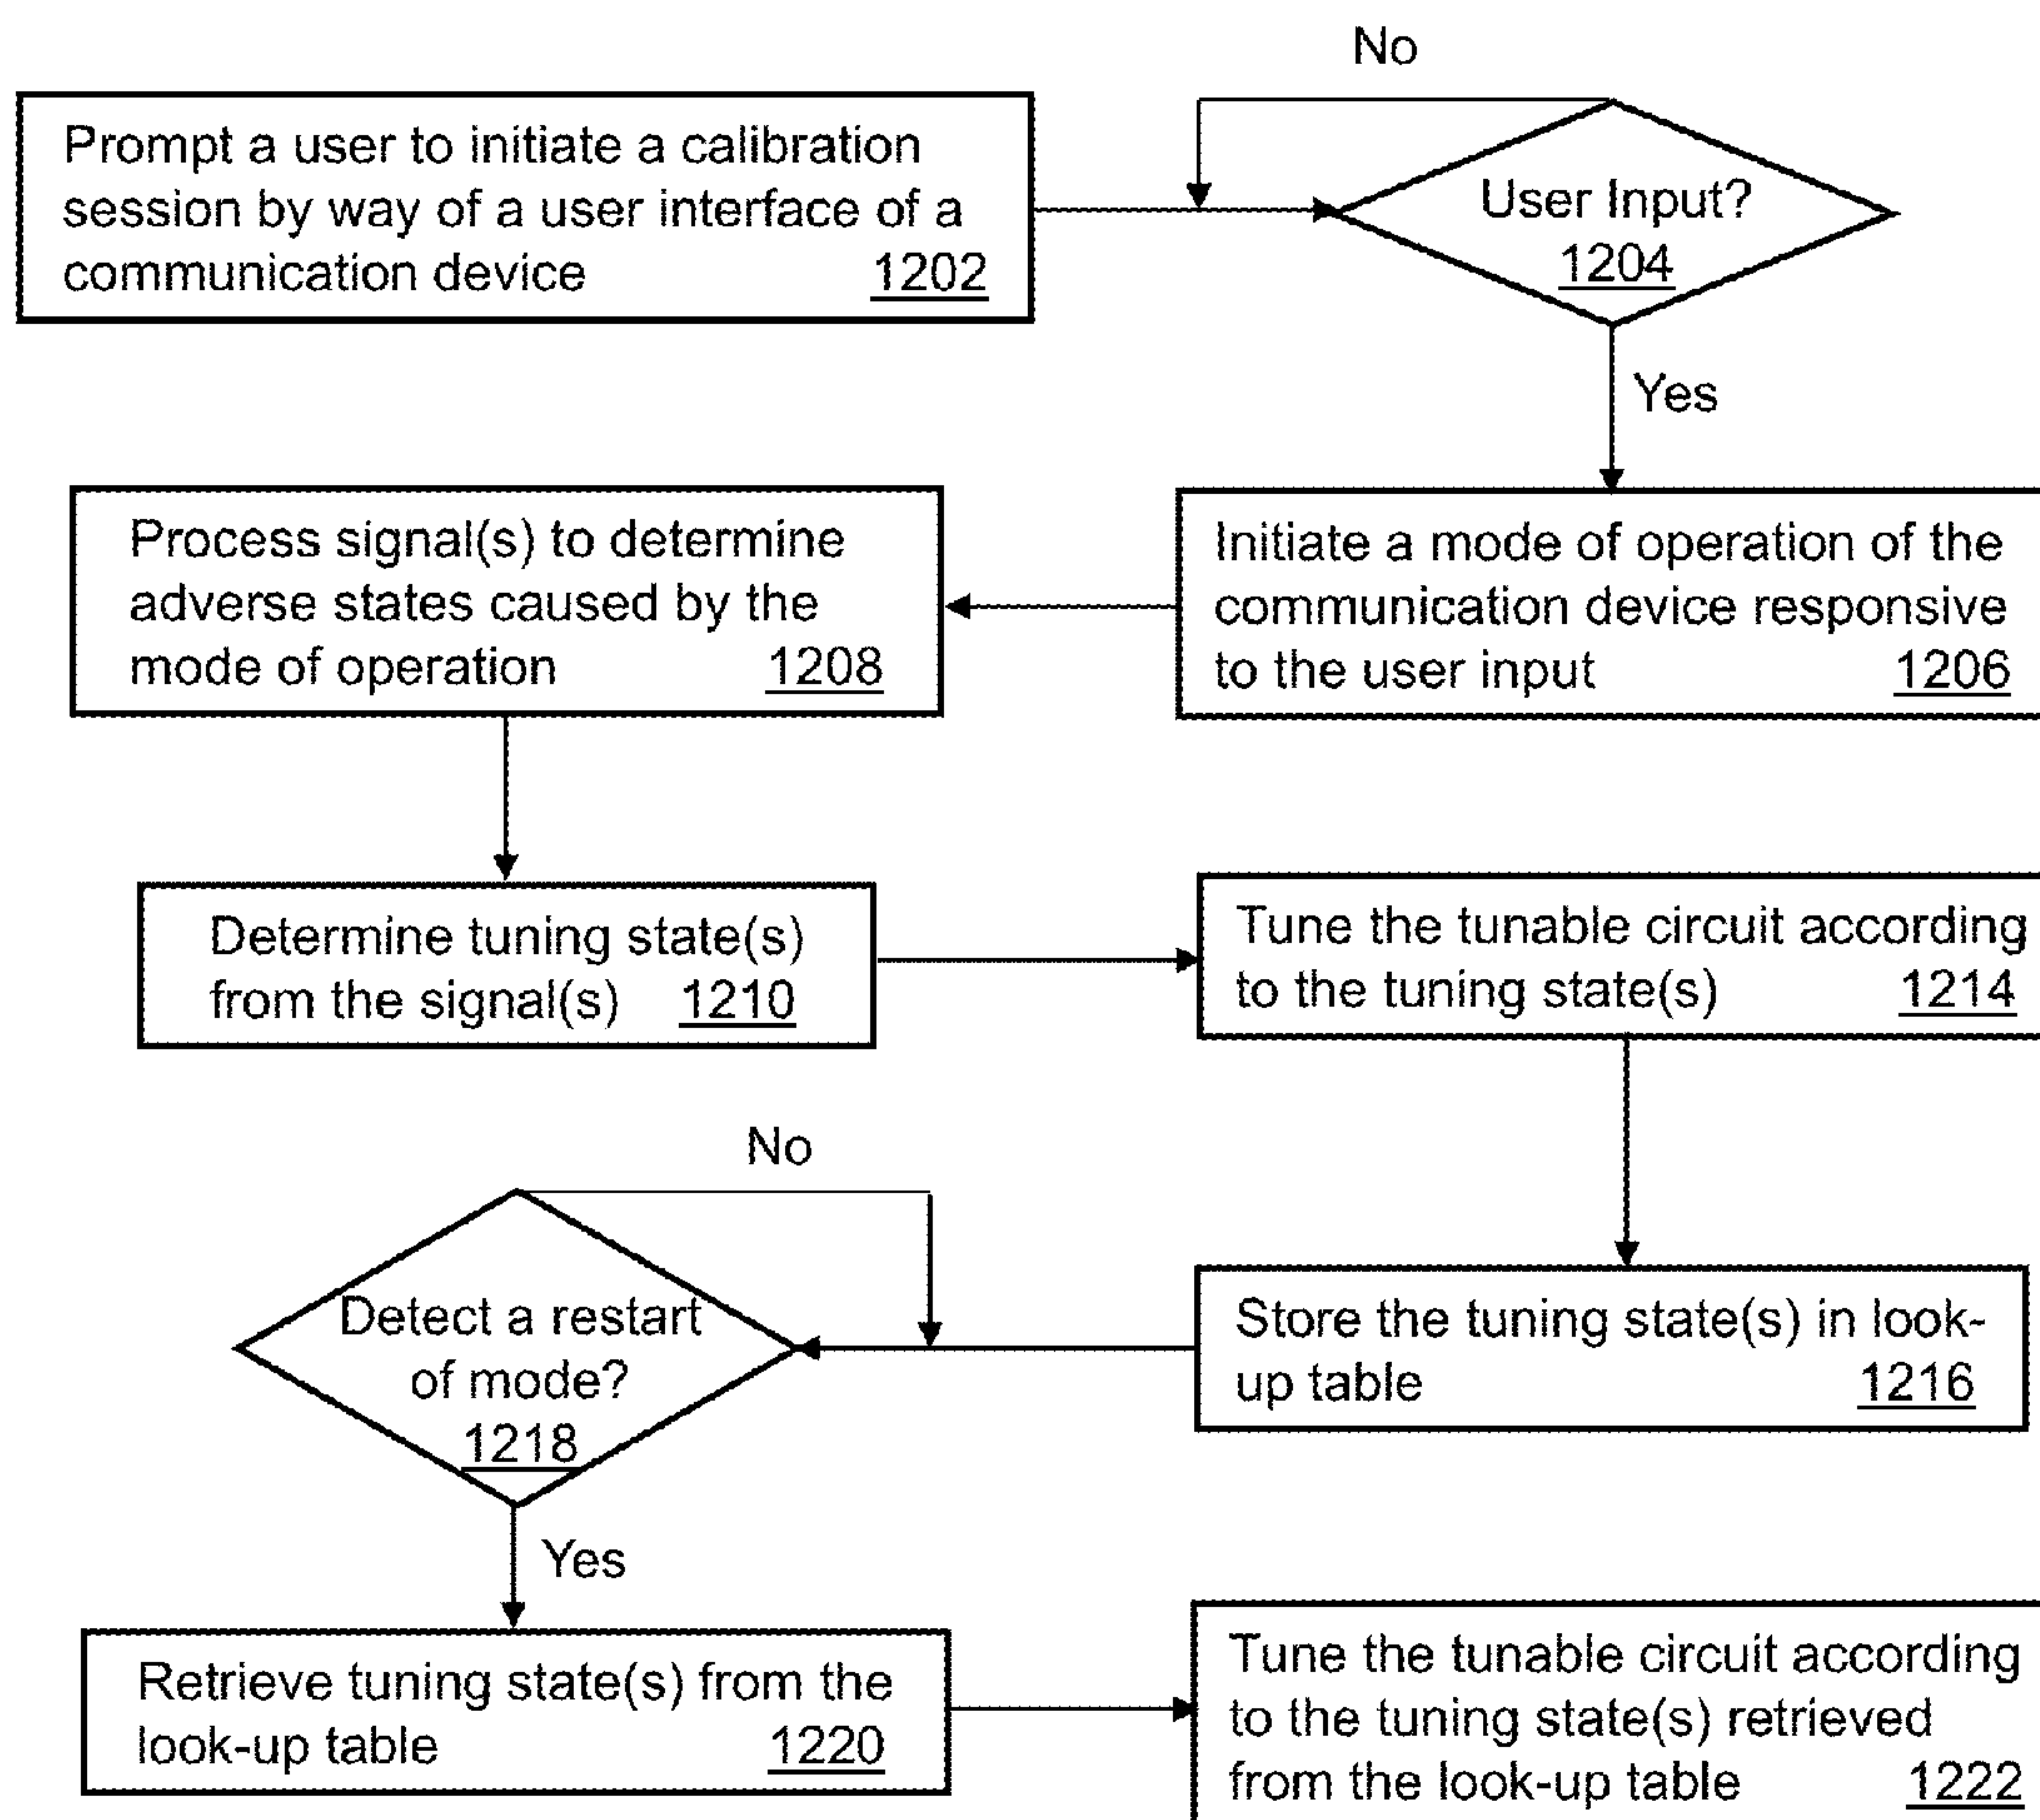 No
Prompt a user to initiate a calibration
session by way of a user interface of a
communication device 1202
User Input?
1204
Yes
Initiate a mode of operation of the
communication device responsive
to the user input 1206
Process signal(s) to determine
adverse states caused by the
mode of operation 1208
Determine tuning state(s)
from the signal(s) 1210
Tune the tunable circuit according
to the tuning state(s) 1214
Store the tuning state(s) in look-
up table 1216
No
Detect a restart
of mode?
1218
Yes
Retrieve tuning state(s) from the
look-up table 1220
Tune the tunable circuit according
to the tuning state(s) retrieved
from the look-up table 1222